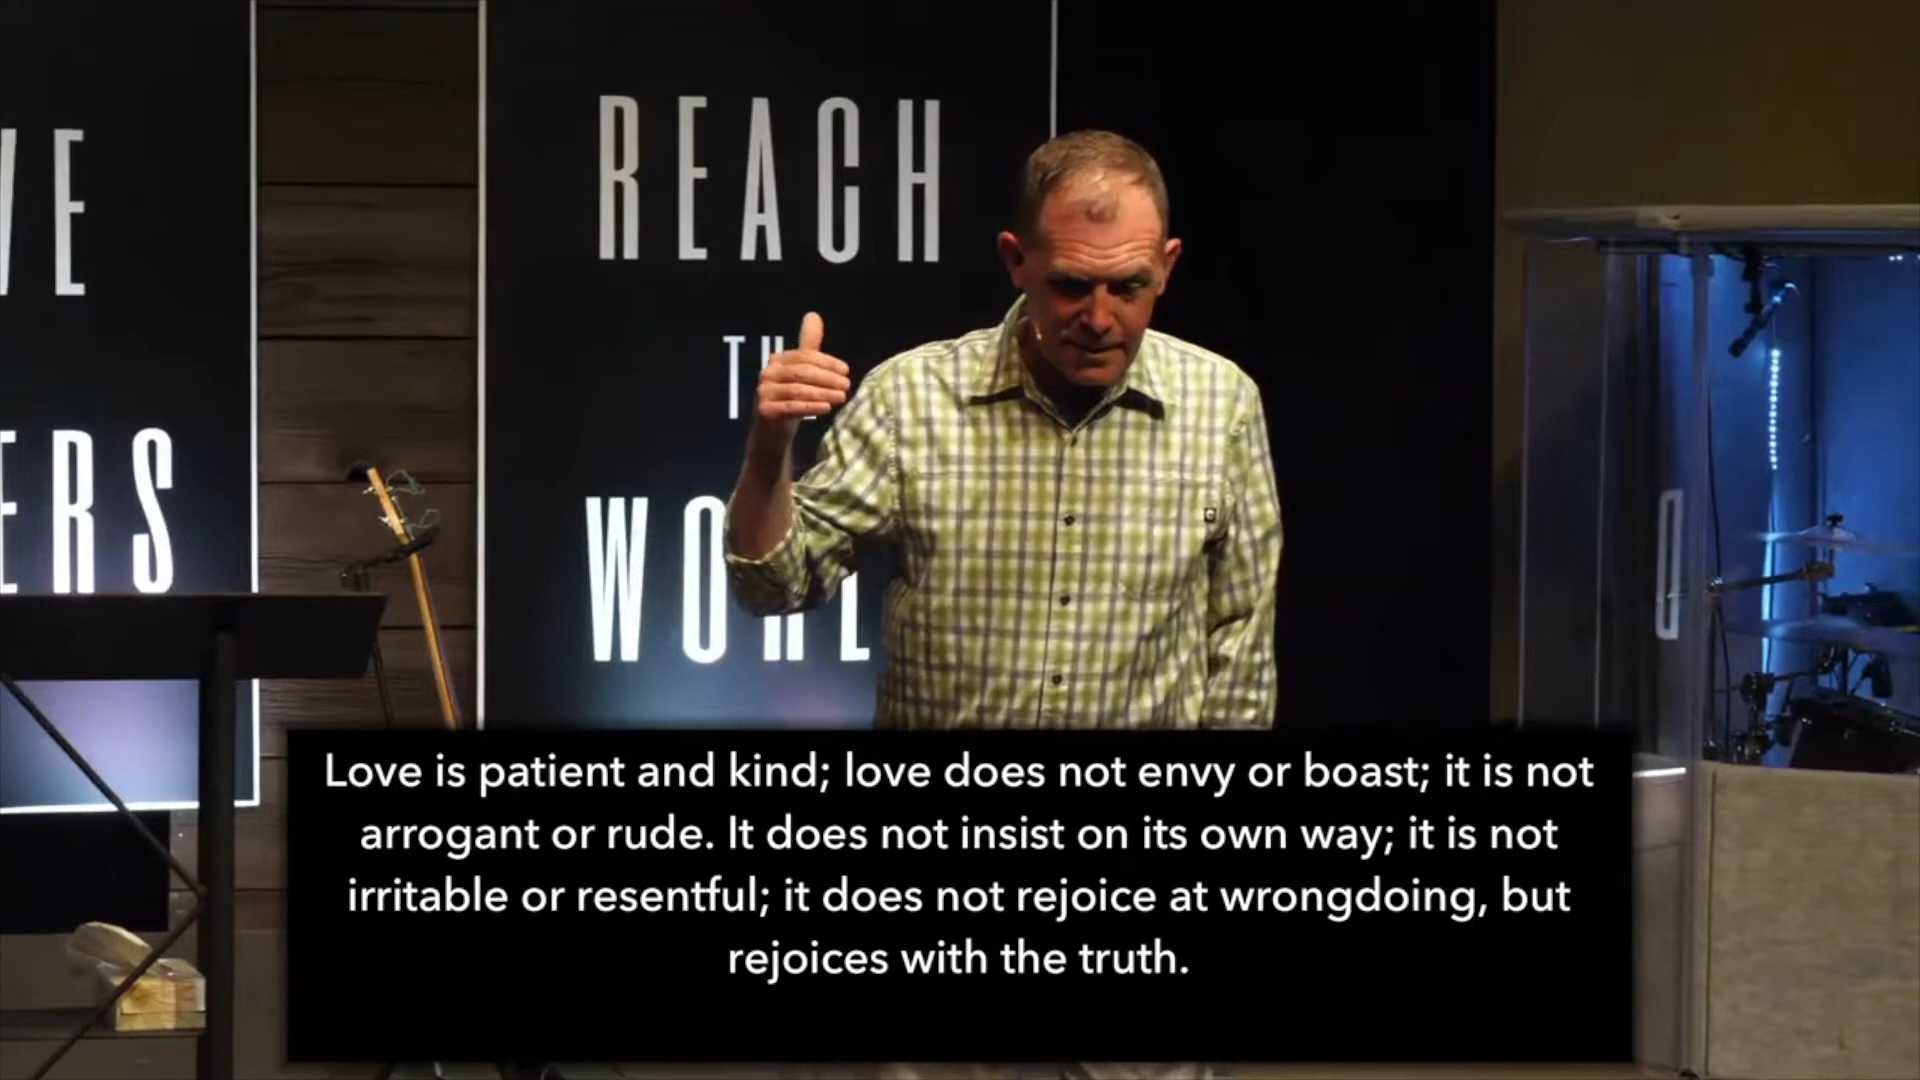 VE
ERS
REACH
WORL
Love is patient and kind; love does not envy or boast; it is not
arrogant or rude. It does not insist on its own way; it is not
irritable or resentful; it does not rejoice at wrongdoing, but
rejoices with the truth.